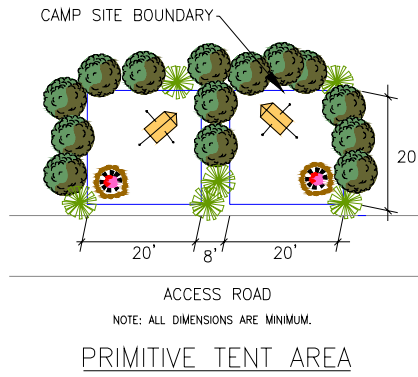 CAMP SITE BOUNDARY
20
20' 8' 20'
ACCESS ROAD
NOTE: ALL DIMENSIONS ARE MINIMUM.
PRIMITIVE TENT AREA